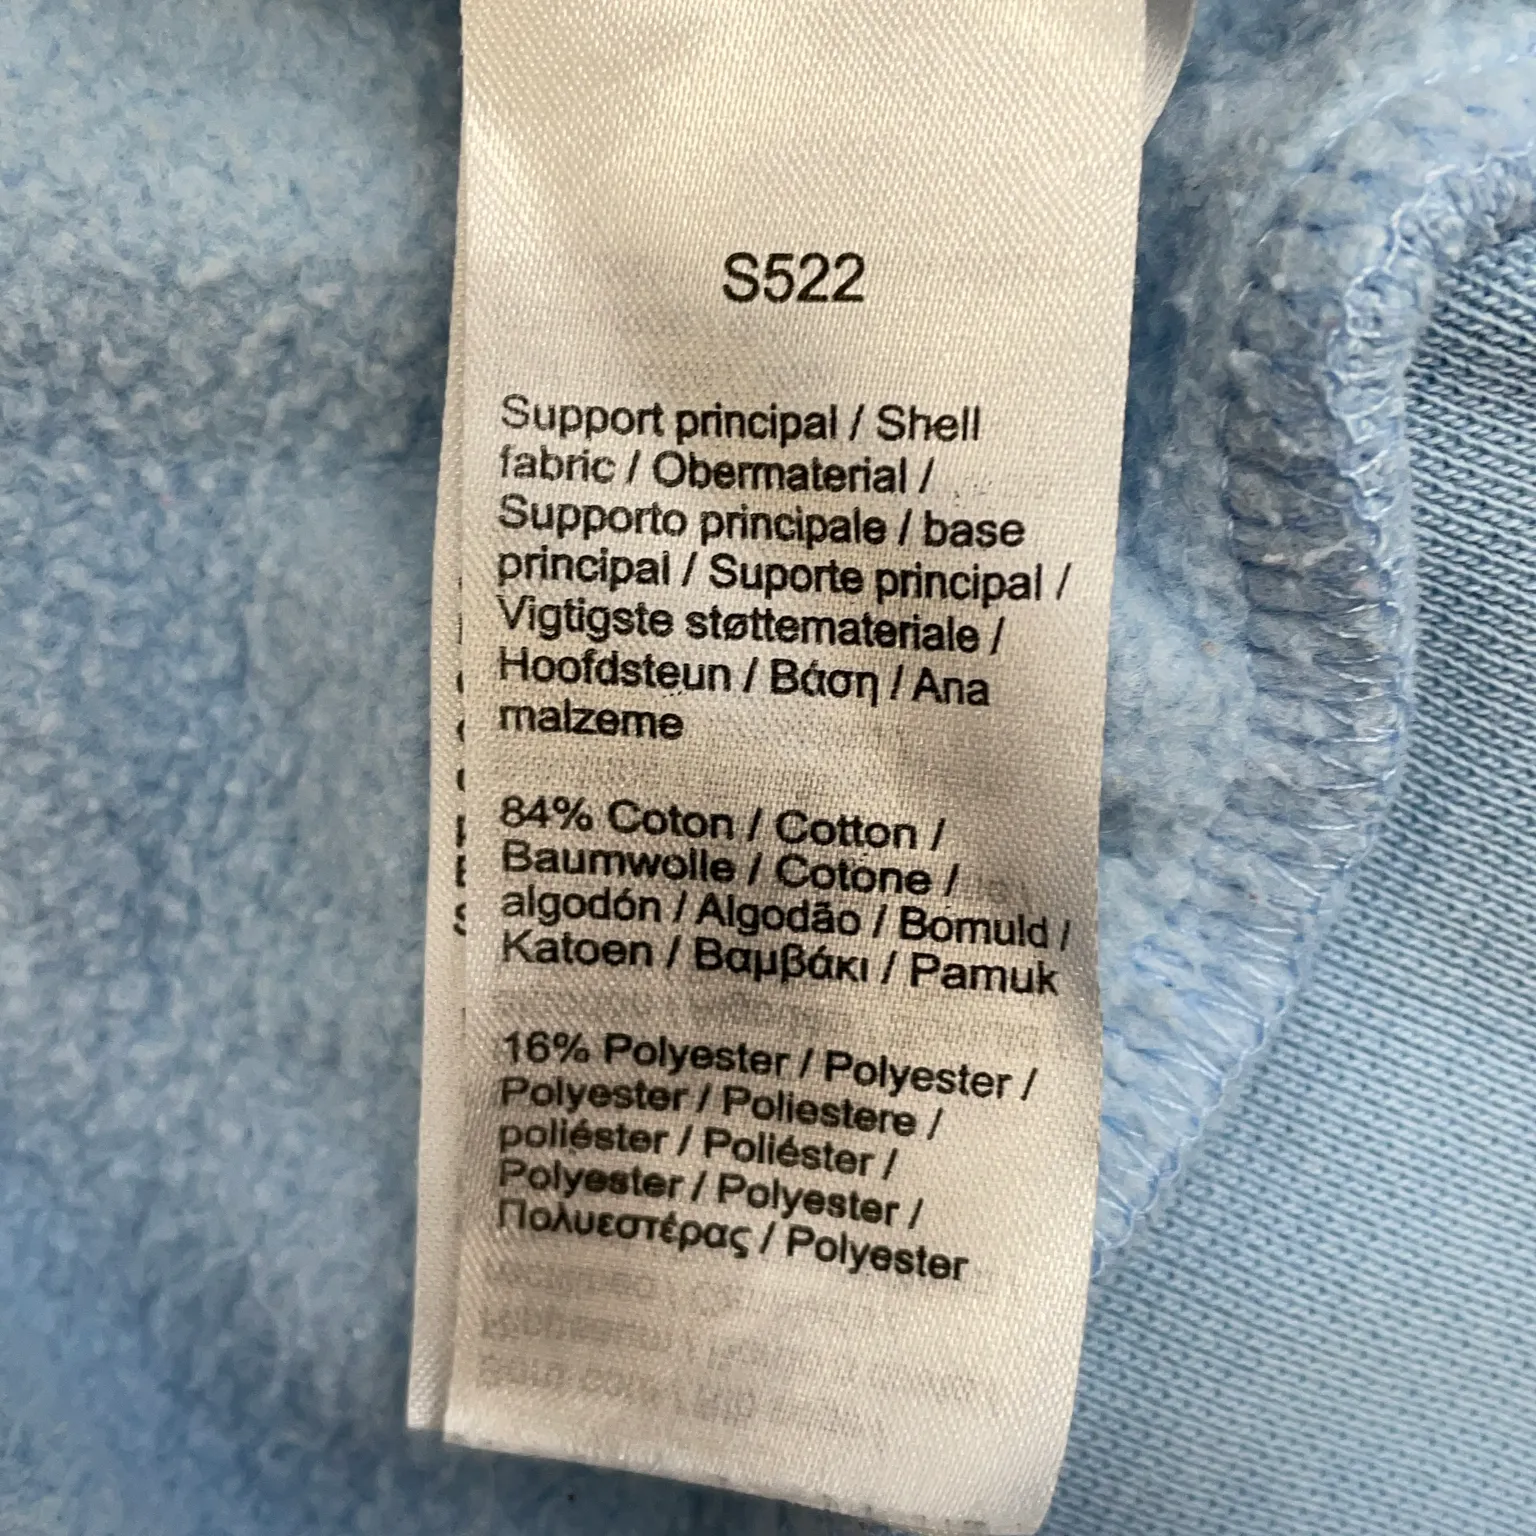 S522
Support principal / Shell
fabric / Obermaterial /
Supporto principale / base
principal / Suporte principal /
Vigtigste støttemateriale /
Hoofdsteun / Βάση / Ana
malzeme
84% Coton / Cotton /
Baumwolle / Cotone /
algodón / Algodão / Bomuld /
Katoen / Βαμβάκι / Pamuk
16% Polyester / Polyester /
Polyester / Poliestere /
poliéster / Poliéster /
Polyester / Polyester /
Πολυεστέρας / Polyester